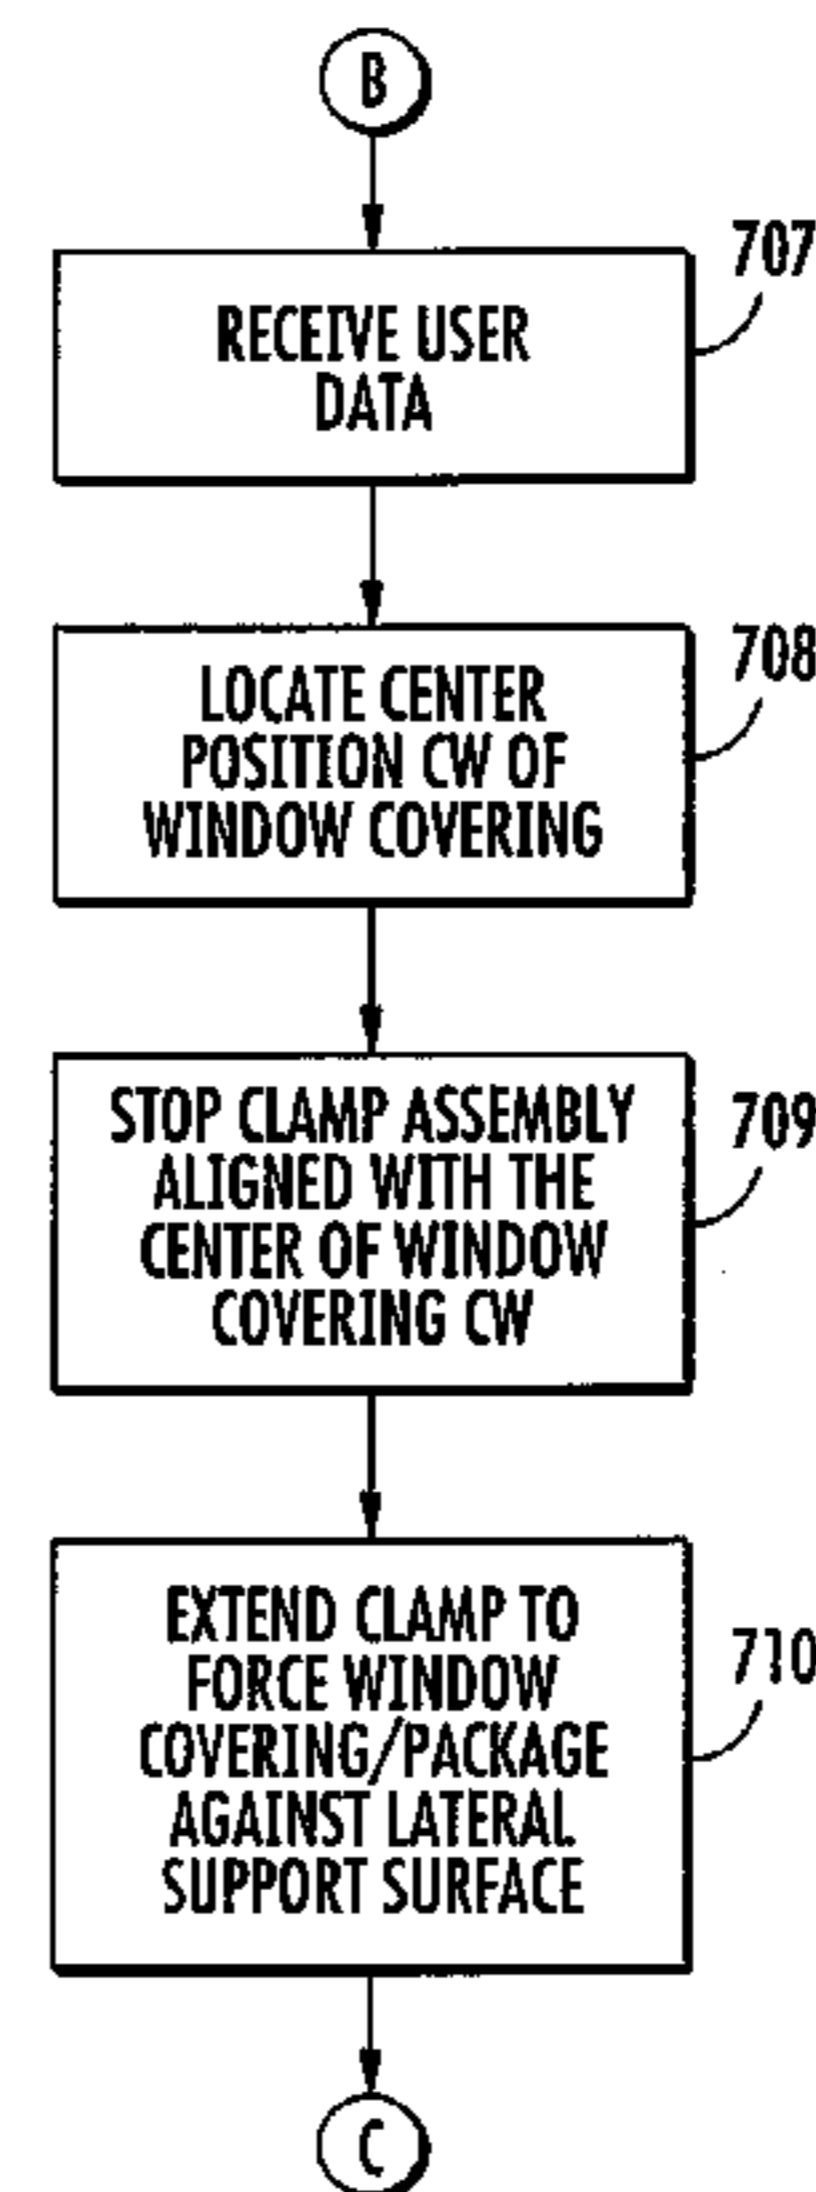 B
707
RECEIVE USER
DATA
708
LOCATE CENTER
POSITION CW OF
WINDOW COVERING
709
STOP CLAMP ASSEMBLY
ALIGNED WITH THE
CENTER OF WINDOW
COVERING CW
710
EXTEND CLAMP TO
FORCE WINDOW
COVERING/PACKAGE
AGAINST LATERAL
SUPPORT SURFACE
C